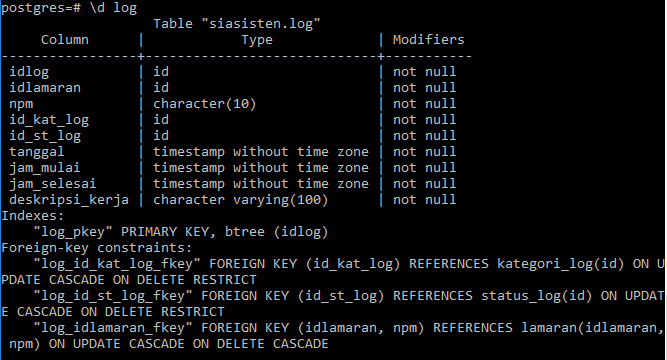 postgres=# \d log
                  Table "siasisten.log"
     Column      |            Type             | Modifiers
-----------------+-----------------------------+-----------
 idlog           | id                          | not null
 idlamaran       | id                          | not null
 npm             | character(10)               | not null
 id_kat_log      | id                          | not null
 id_st_log       | id                          | not null
 tanggal         | timestamp without time zone | not null
 jam_mulai       | timestamp without time zone | not null
 jam_selesai     | timestamp without time zone | not null
 deskripsi_kerja | character varying(100)      | not null
Indexes:
    "log_pkey" PRIMARY KEY, btree (idlog)
Foreign-key constraints:
    "log_id_kat_log_fkey" FOREIGN KEY (id_kat_log) REFERENCES kategori_log(id) ON U
PDATE CASCADE ON DELETE RESTRICT
    "log_id_st_log_fkey" FOREIGN KEY (id_st_log) REFERENCES status_log(id) ON UPDAT
E CASCADE ON DELETE RESTRICT
    "log_idlamaran_fkey" FOREIGN KEY (idlamaran, npm) REFERENCES lamaran(idlamaran,
 npm) ON UPDATE CASCADE ON DELETE CASCADE